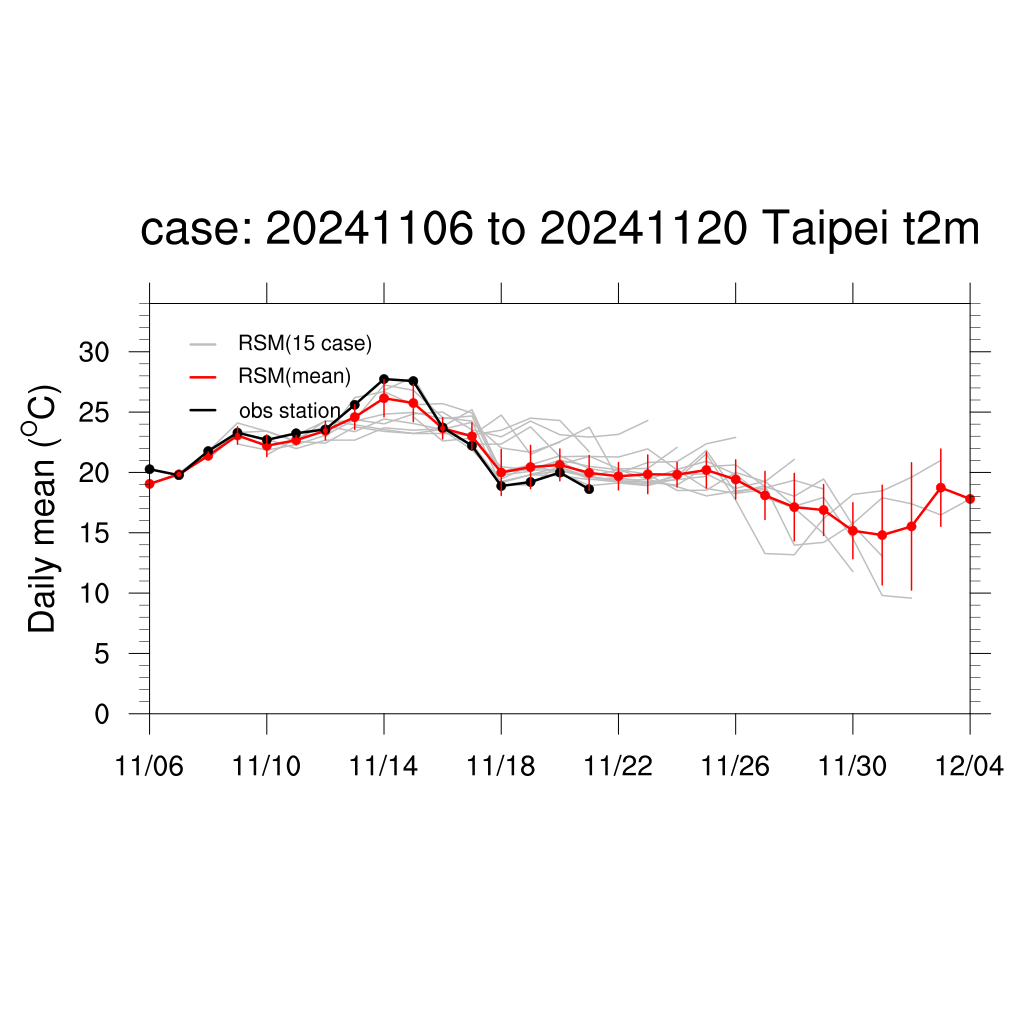 case: 20241106 to 20241120 Taipei t2m
RSM(15 case)
RSM(mean)
obs station
Daily mean (°C)
30
25
20
15
10
5
0
11/06 11/10 11/14 11/18 11/22 11/26 11/30 12/04